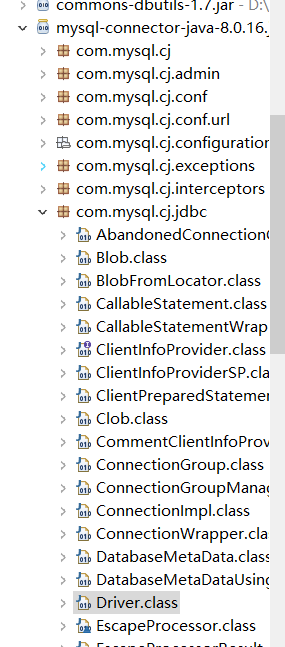 commons-dbutils-1.7.jar - D:\
mysql-connector-java-8.0.16.j
com.mysql.cj
com.mysql.cj.admin
com.mysql.cj.conf
com.mysql.cj.conf.url
com.mysql.cj.configuration
com.mysql.cj.exceptions
com.mysql.cj.interceptors
com.mysql.cj.jdbc
AbandonedConnectionC
Blob.class
BlobFromLocator.class
CallableStatement.class
CallableStatementWrap
ClientInfoProvider.class
ClientInfoProviderSP.cla
ClientPreparedStatemen
Clob.class
CommentClientInfoProv
ConnectionGroup.class
ConnectionGroupManag
ConnectionImpl.class
ConnectionWrapper.cla
DatabaseMetaData.class
DatabaseMetaDataUsing
Driver.class
EscapeProcessor.class
EscapeProcessorResult